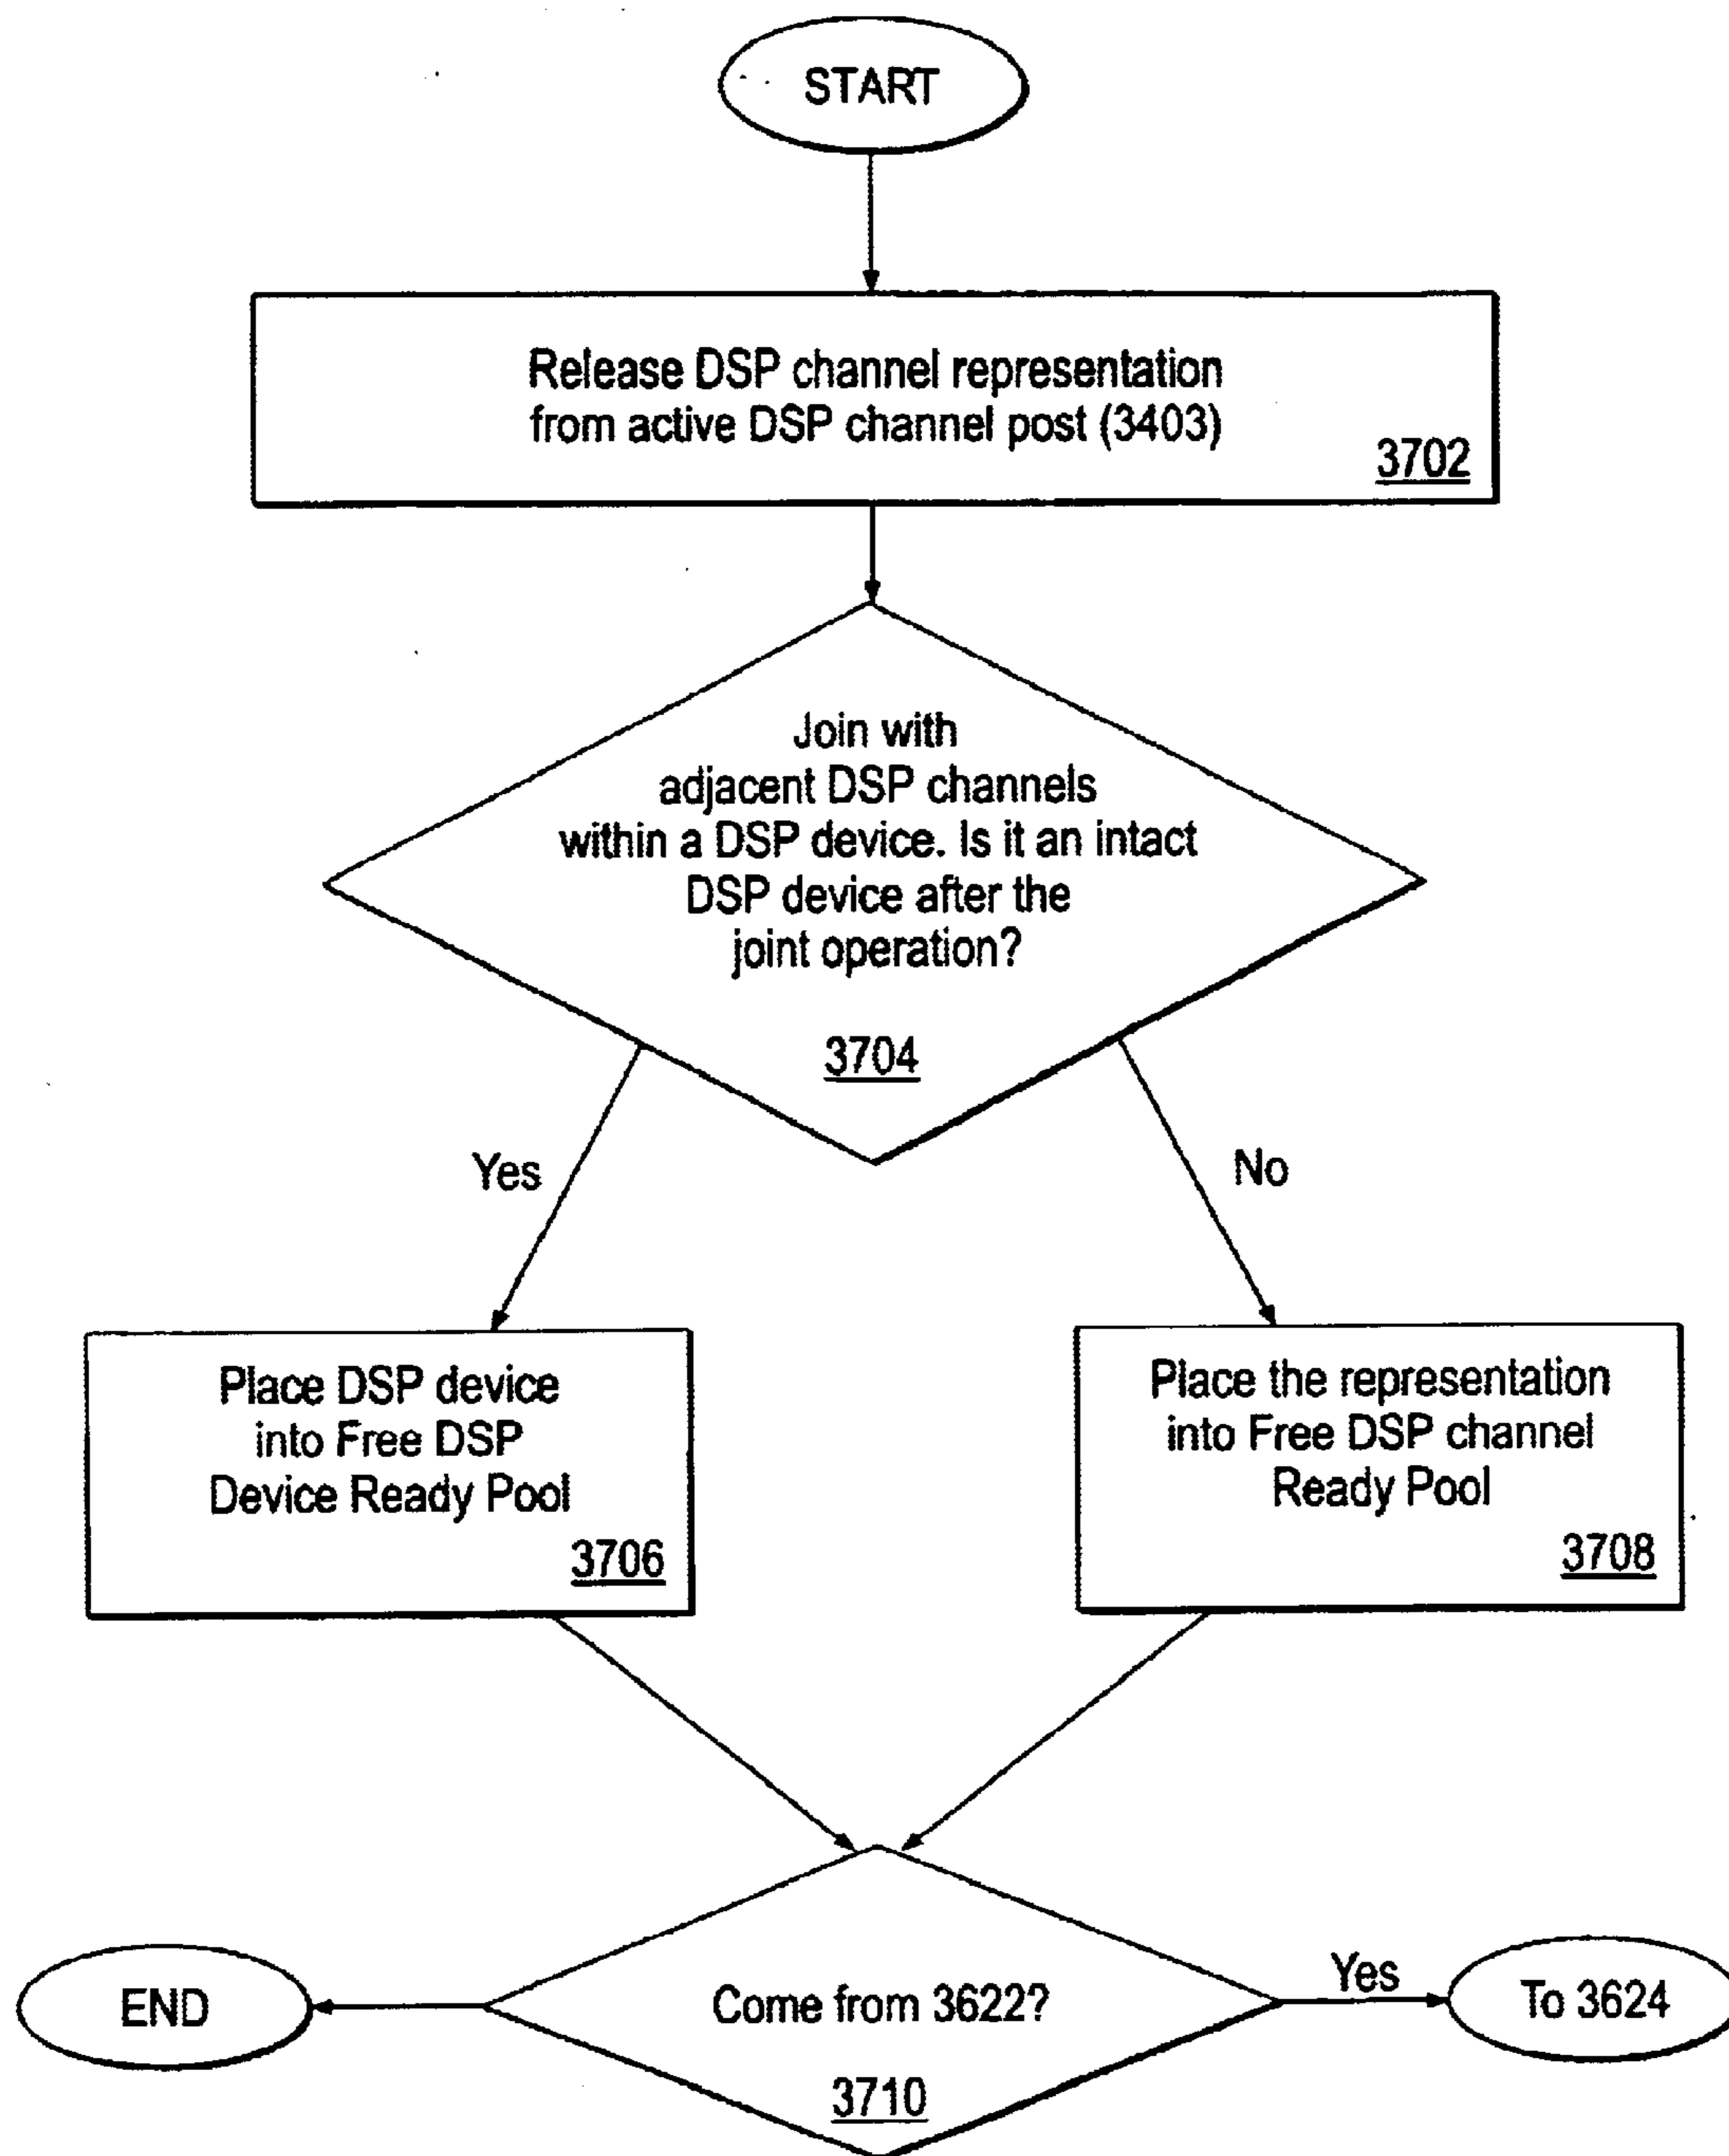 START
Release DSP channel representation
from active DSP channel post (3403)
3702
Join with
adjacent DSP channels
within a DSP device. Is it an intact
DSP device after the
joint operation?
3704
Yes
No
Place DSP device
into Free DSP
Device Ready Pool
3706
Place the representation
into Free DSP channel
Ready Pool
3708
END
Come from 3622?
3710
Yes
To 3624